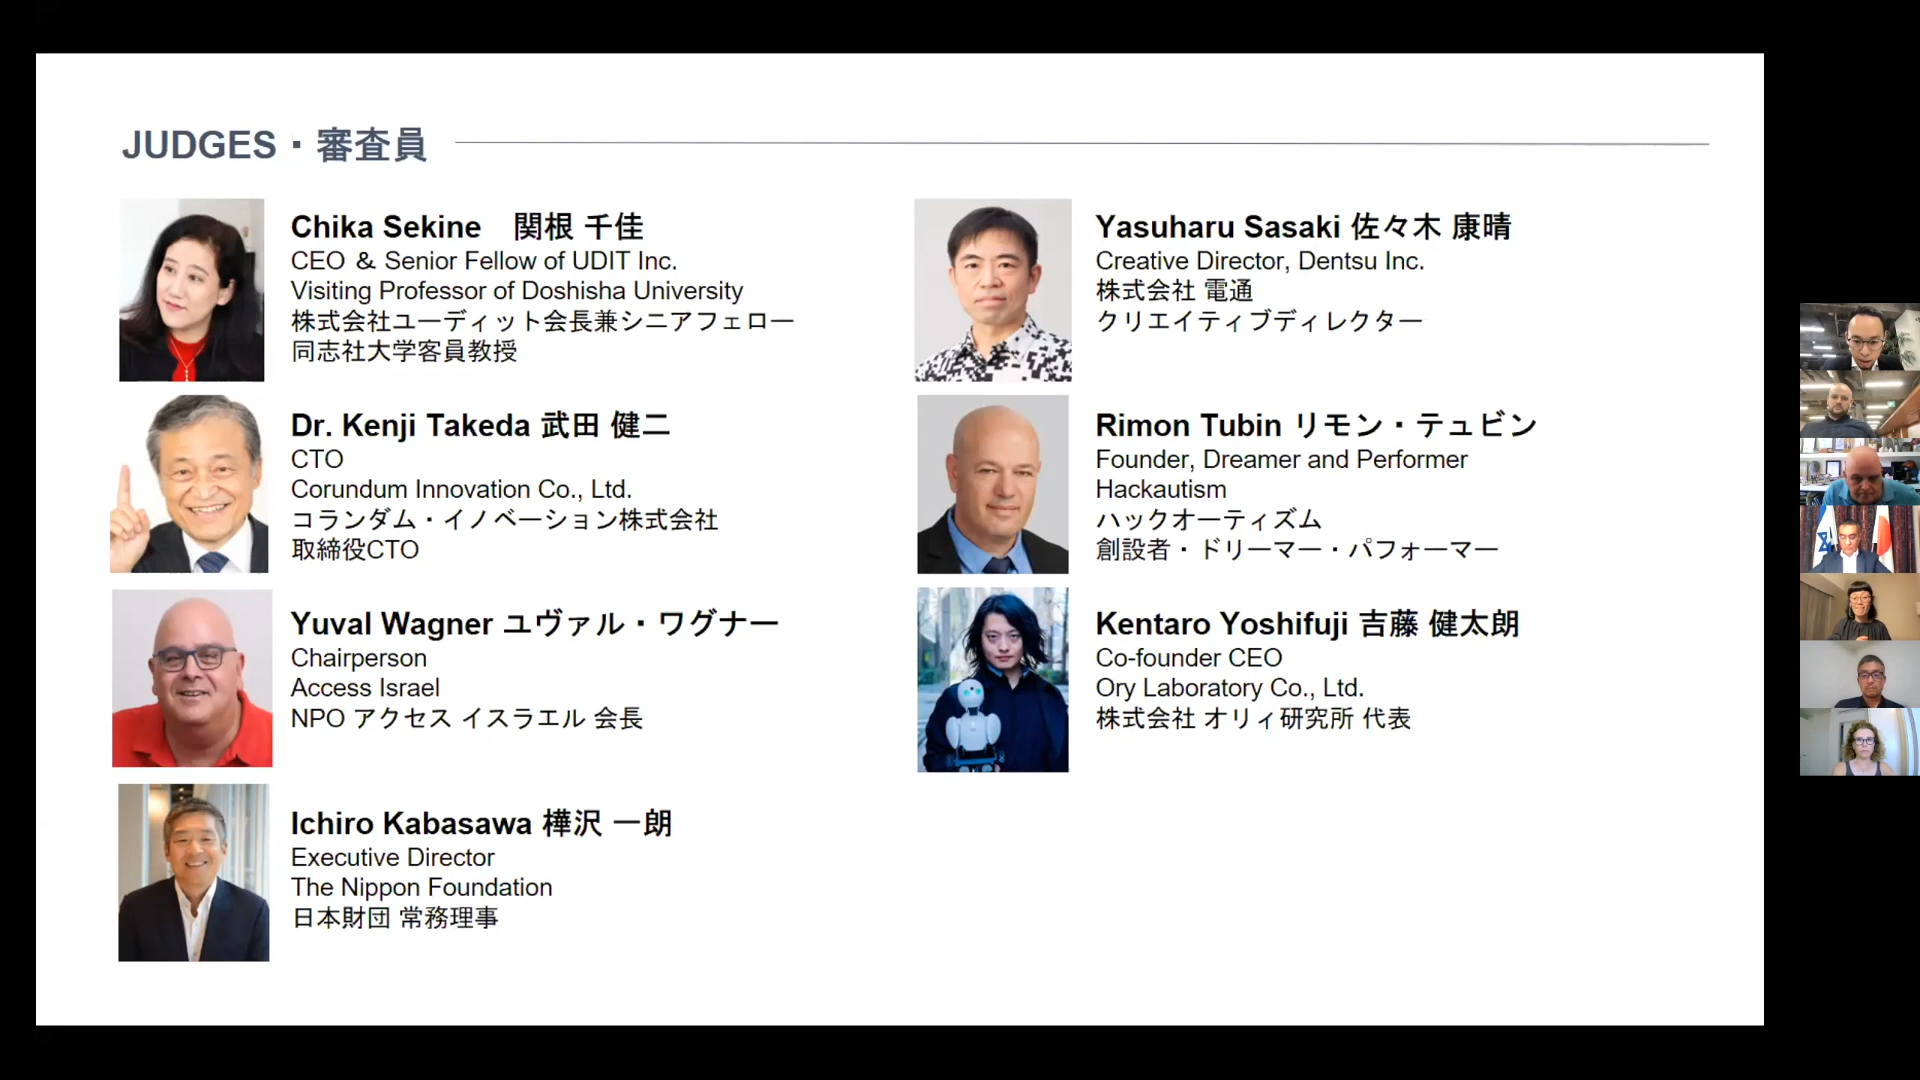 JUDGES・審査員
Chika Sekine 関根 千佳
CEO & Senior Fellow of UDIT Inc.
Visiting Professor of Doshisha University
株式会社ユーディット会長兼シニアフェロー
同志社大学客員教授
Dr. Kenji Takeda 武田 健二
CTO
Corundum Innovation Co., Ltd.
コランダム・イノベーション株式会社
取締役CTO
Yuval Wagner ユヴァル・ワグナー
Chairperson
Access Israel
NPO アクセス イスラエル 会長
Ichiro Kabasawa 樺沢 一朗
Executive Director
The Nippon Foundation
日本財団 常務理事
Yasuharu Sasaki 佐々木 康晴
Creative Director, Dentsu Inc.
株式会社 電通
クリエイティブディレクター
Rimon Tubin リモン・テュビン
Founder, Dreamer and Performer
Hackautism
ハックオーティズム
創設者・ドリーマー・パフォーマー
Kentaro Yoshifuji 吉藤 健太朗
Co-founder CEO
Ory Laboratory Co., Ltd.
株式会社 オリィ研究所 代表